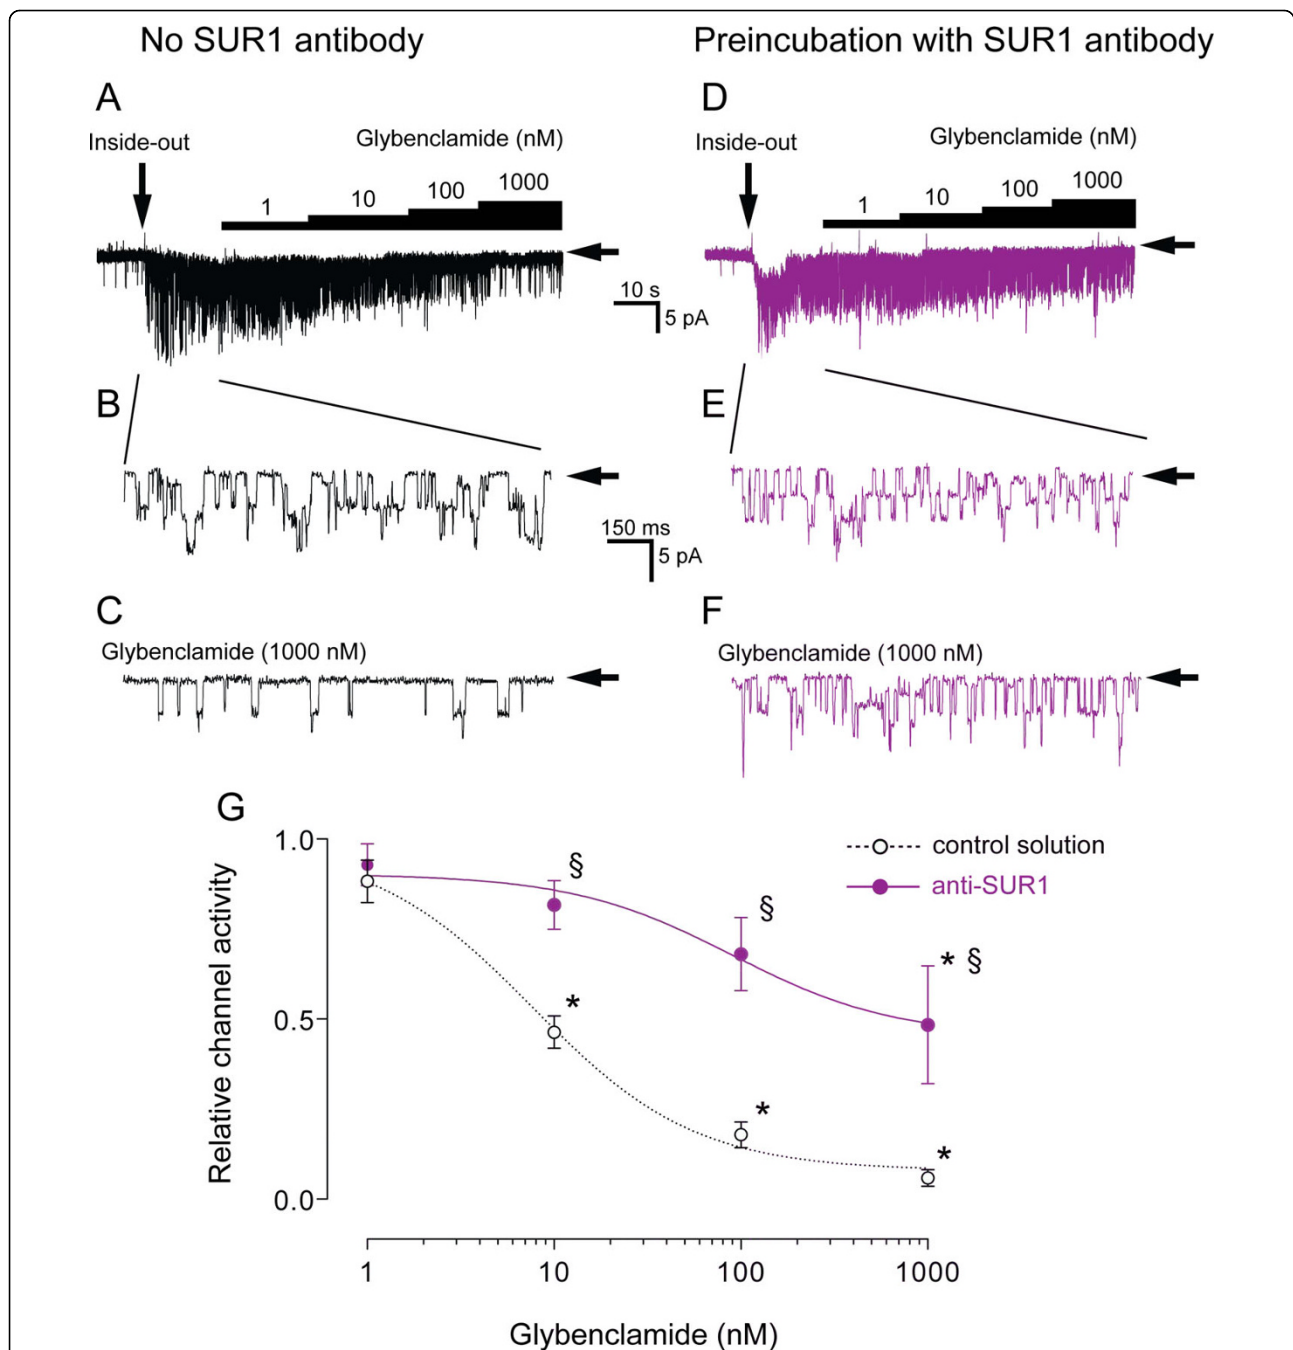 No SUR1 antibody
Preincubation with SUR1 antibody
A
Inside-out
Glybenclamide (nM)
1
10
100
1000
10 s
5 pA
D
Inside-out
Glybenclamide (nM)
1
10
100
1000
B
150 ms
5 pA
E
C
Glybenclamide (1000 nM)
F
Glybenclamide (1000 nM)
G
Relative channel activity
1.0
0.5
0.0
control solution
anti-SUR1
§
§
* §
*
*
*
1
10
100
1000
Glybenclamide (nM)